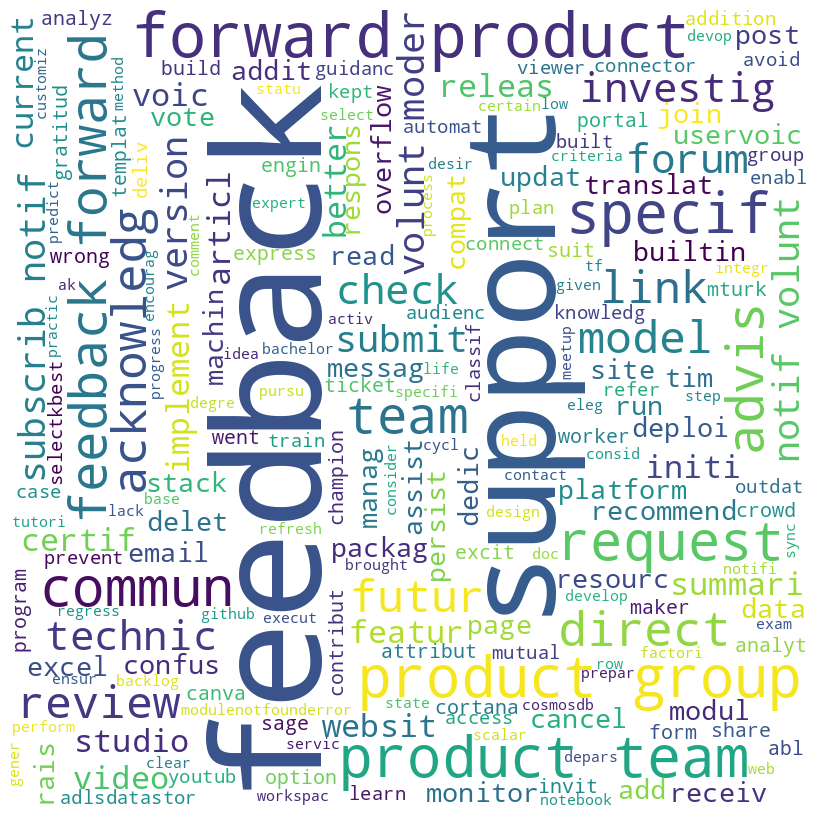 analyz
forward
product
addition
devop
post
customiz
current
build
addit
guidanc
moder
viewer
connector
avoid
voic
statu
kept
releas
investig
method
vote
select
certain
low
portal
join
gratitud
overflow
automat
built
uservoic
notif
forward
templat
deliv
engin
better
respons
volunt
desir
criteria
forum
group
enabl
version
articl
feedback
support
updat
translat
expert
process
compat
plan
specif
predict
acknowledg
comment
express
read
connect
suit
builtin
wrong
ak
encourag
machin
check
tf
given
link
integr
mturk
notif volunt
subscrib
feedback
practic
progress
implement
activ
audienc
knowledg
submit
model
advis
idea
bachelor
messag
life
classif
meetup
site
tim
selectkbest
pursu
degre
ticket
specifi
eleg
refer
step
run
team
went
train
held
worker
deploi
case
stack
champion
manag
consider
assist
cycl
dedic
contact
consid
initi
base
platform
outdat
tutori
lack
delet
refresh
persist
design
recommend
crowd
certif
email
packag
excit
doc
request
sync
prevent
brought
resourc
notifi
summari
commun
futur
develop
program
regress
github
execut
contribut
maker
data
exam
technic
featur
page
direct
analyt
excel
confus
attribut
mutual
row
factori
ensur
backlog
product group
prepar
review
canva
modulenotfounderror
state
cortana
cosmosdb
access
cancel
modul
perform
sage
websit
scalar
form
share
studio
servic
depars
abl
gener
clear
product team
web
rais
video
youtub
option
adlsdatastor
workspac
learn
monitor
invit
notebook
add
receiv